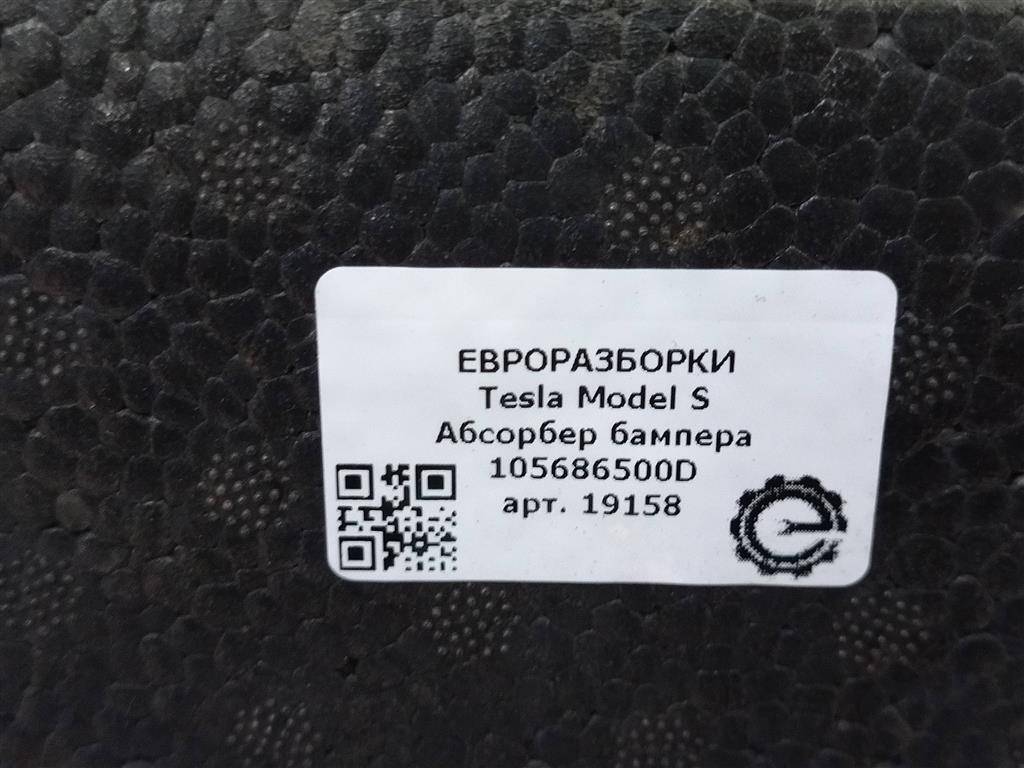 ЕВРОРАЗБОРКИ
Tesla Model S
Абсорбер бампера
105686500D
арт. 19158